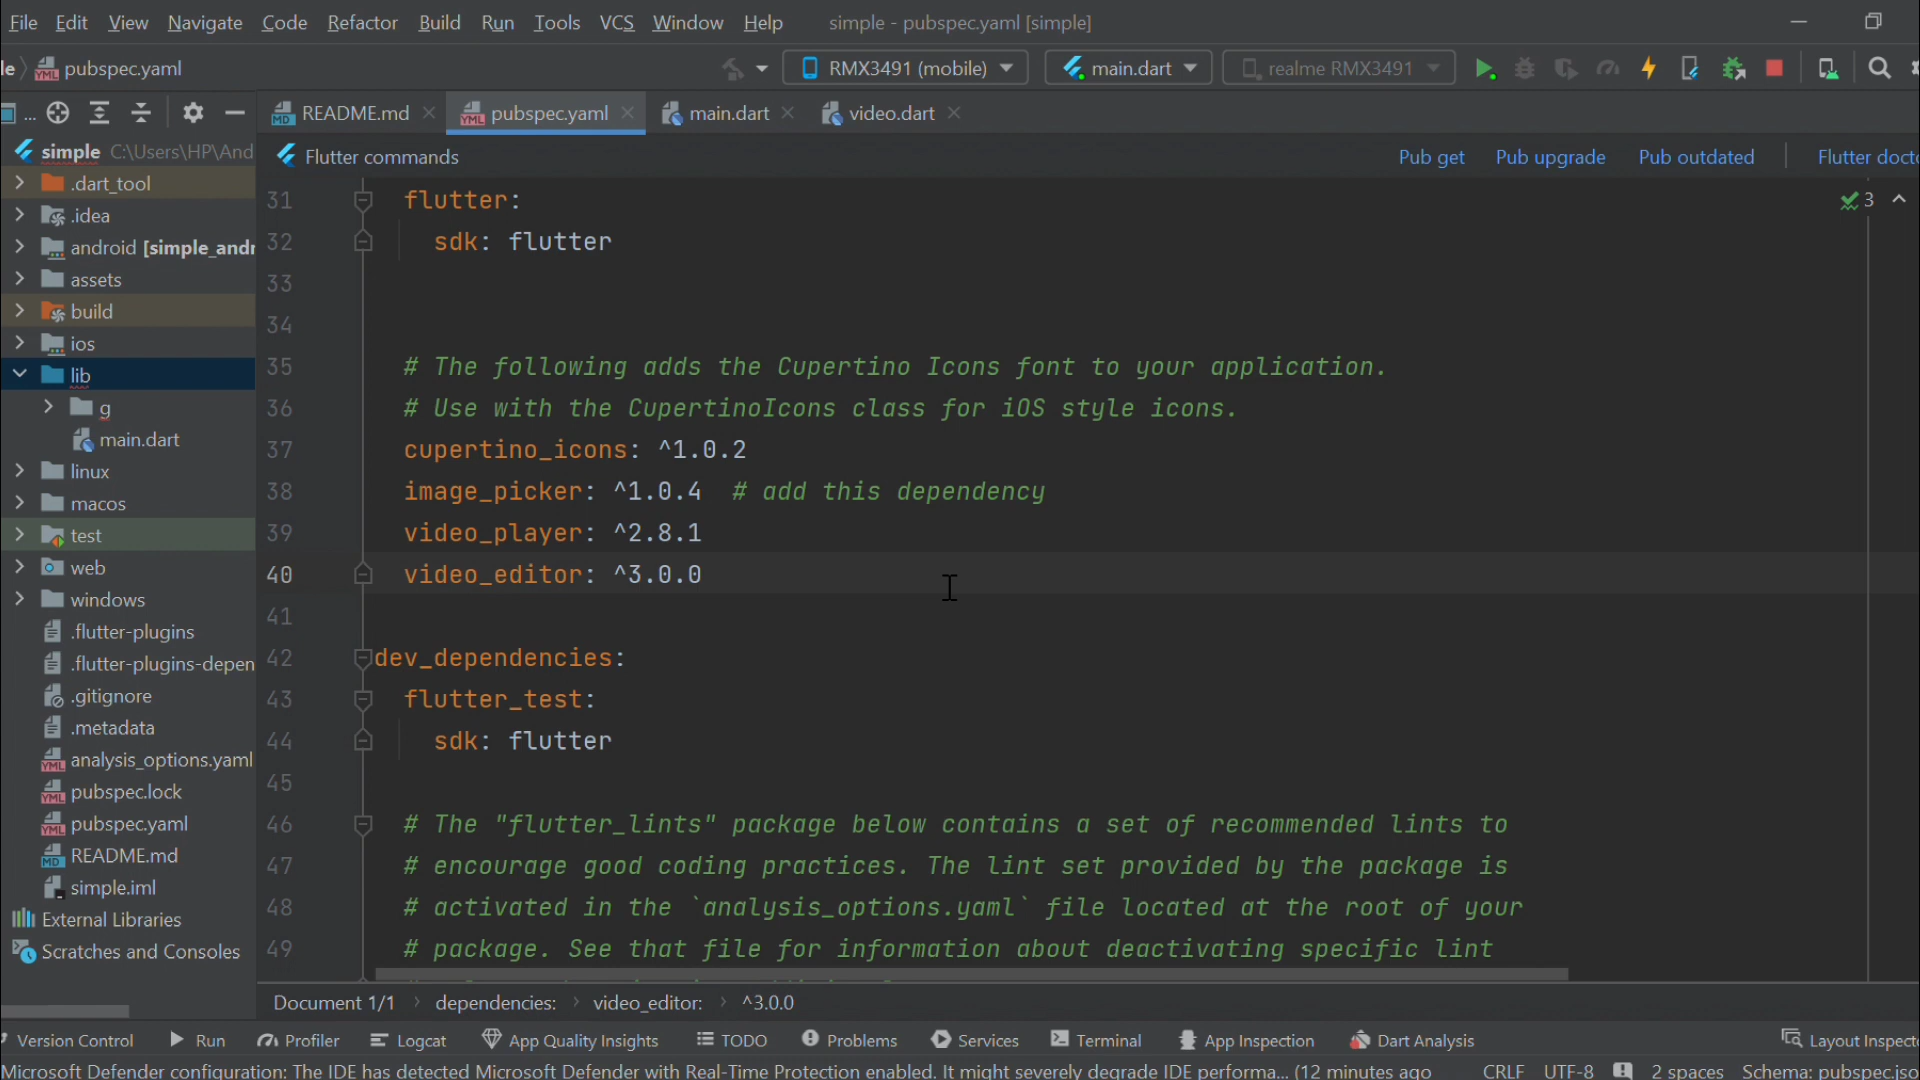 File Edit View Navigate Code Refactor Build Run Tools VCS Window Help simple - pubspec.yaml [simple]
le pubspec.yaml RMX3491 (mobile) main.dart realme RMX3491
... README.md pubspec.yaml main.dart video.dart
simple C:\Users\HP\And
Flutter commands Pub get Pub upgrade Pub outdated Flutter docto
.dart_tool
.idea
android [simple_andr
assets
build
ios
lib
g
main.dart
linux
macos
test
web
windows
.flutter-plugins
.flutter-plugins-depen
.gitignore
.metadata
analysis_options.yaml
pubspec.lock
pubspec.yaml
README.md
simple.iml
External Libraries
Scratches and Consoles
31 flutter: 3
32 sdk: flutter
33
34
35 # The following adds the Cupertino Icons font to your application.
36 # Use with the CupertinoIcons class for iOS style icons.
37 cupertino_icons: ^1.0.2
38 image_picker: ^1.0.4 # add this dependency
39 video_player: ^2.8.1
40 video_editor: ^3.0.0
41
42 dev_dependencies:
43 flutter_test:
44 sdk: flutter
45
46 # The "flutter_lints" package below contains a set of recommended lints to
47 # encourage good coding practices. The lint set provided by the package is
48 # activated in the `analysis_options.yaml` file located at the root of your
49 # package. See that file for information about deactivating specific lint
Document 1/1 dependencies: video_editor: ^3.0.0
Version Control Run Profiler Logcat App Quality Insights TODO Problems Services Terminal App Inspection Dart Analysis Layout Inspecto
Microsoft Defender configuration: The IDE has detected Microsoft Defender with Real-Time Protection enabled. It might severely degrade IDE performa... (12 minutes ago CRLF UTF-8 2 spaces Schema: pubspec.jso